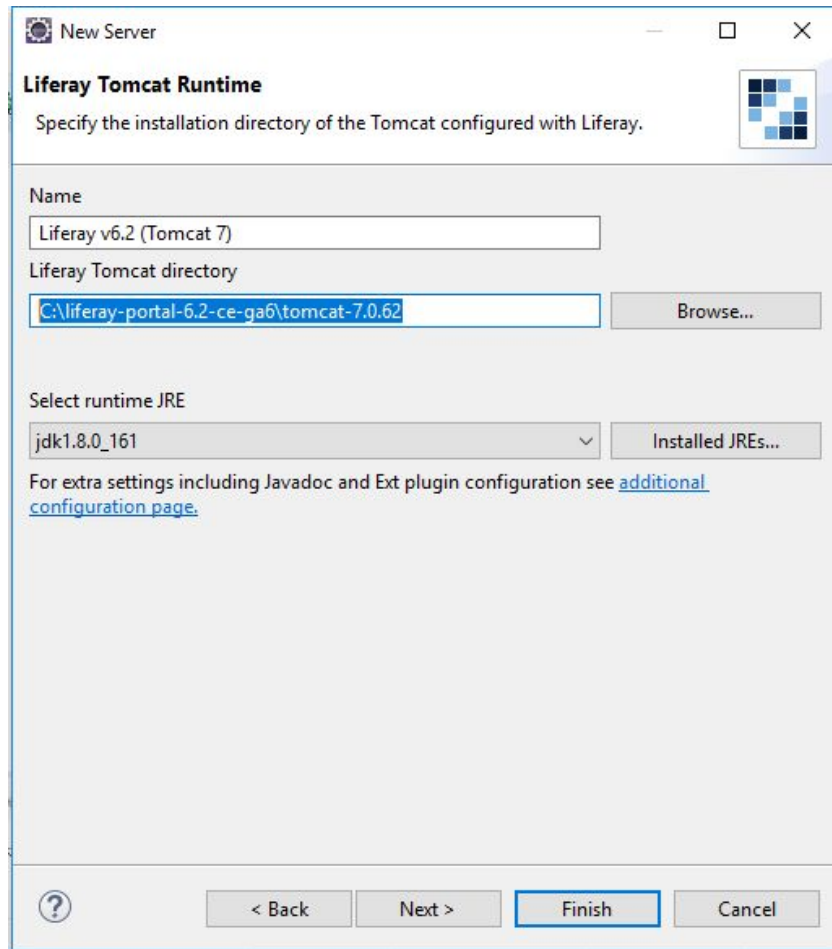 New Server
Liferay Tomcat Runtime
Specify the installation directory of the Tomcat configured with Liferay.
Name
Liferay v6.2 (Tomcat 7)
Liferay Tomcat directory
C:\liferay-portal-6.2-ce-ga6\tomcat-7.0.62
Browse...
Select runtime JRE
jdk1.8.0_161
Installed JREs...
For extra settings including Javadoc and Ext plugin configuration see additional
configuration page.
?
< Back
Next >
Finish
Cancel